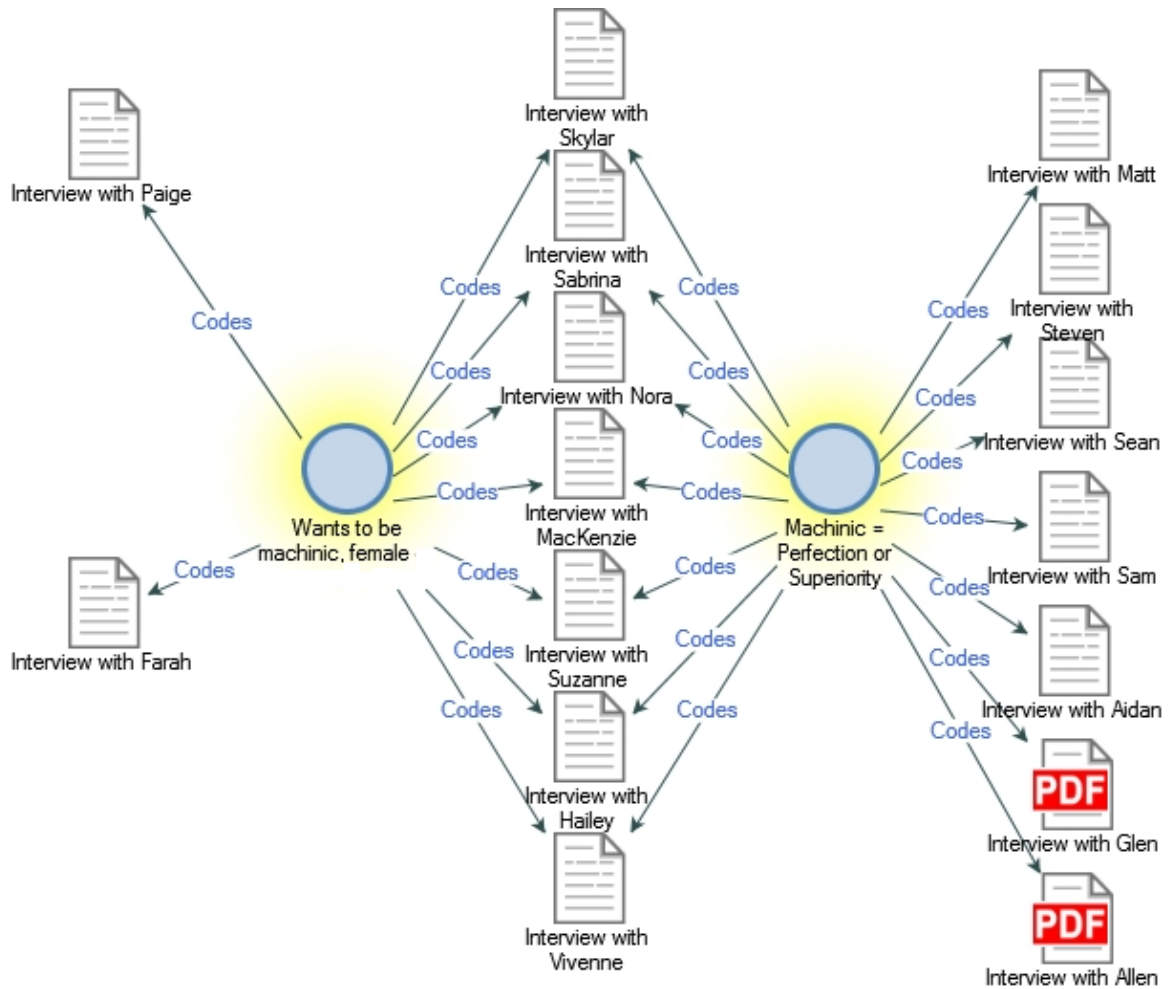 Interview with
Skylar
Interview with Paige
Interview with Matt
Interview with
Sabrina
Interview with
Steven
Codes
Codes
Codes
Codes
Codes
Codes
Codes
Codes
Interview with Nora
Codes
Codes
Interview with Sean
Codes
Codes
Codes
Codes
Wants to be
machinic, female
Interview with
MacKenzie
Machinic =
Perfection or
Superiority
Codes
Codes
Codes
Codes
Codes
Interview with Sam
Interview with Farah
Interview with
Suzanne
Codes
Codes
Codes
Interview with Aidan
Codes
Codes
Codes
PDF
Interview with
Hailey
Interview with Glen
PDF
Interview with
Vivenne
Interview with Allen